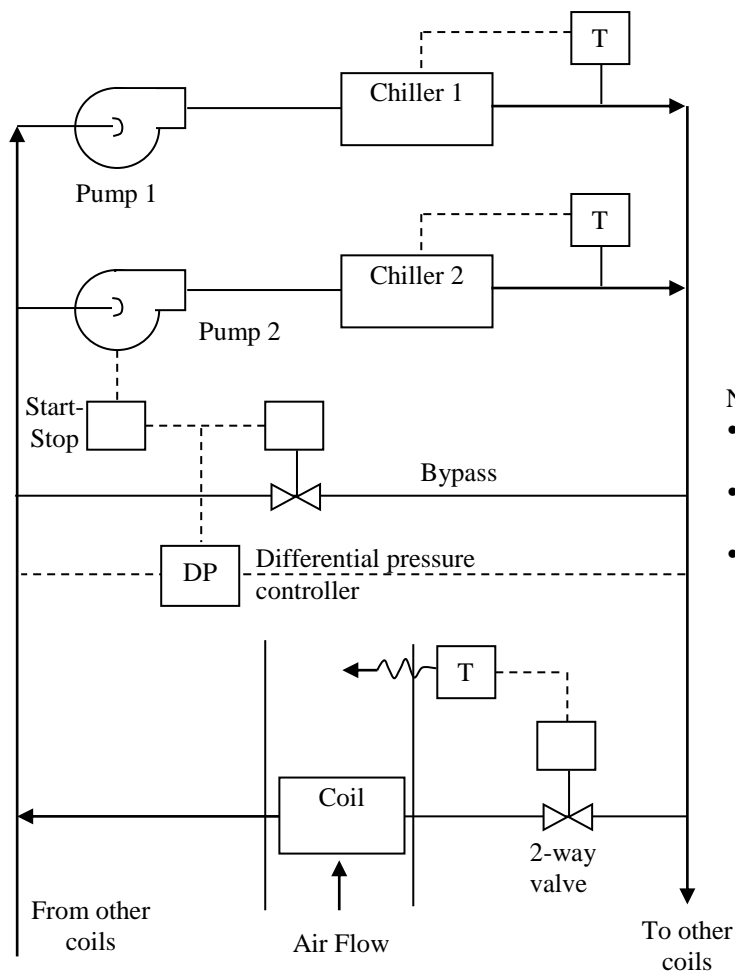 T
Chiller 1
Pump 1
T
Chiller 2
Pump 2
Start-
Stop
N
•
Bypass
•
DP
Differential pressure
controller
•
T
Coil
2-way
valve
From other
coils
Air Flow
To other
coils